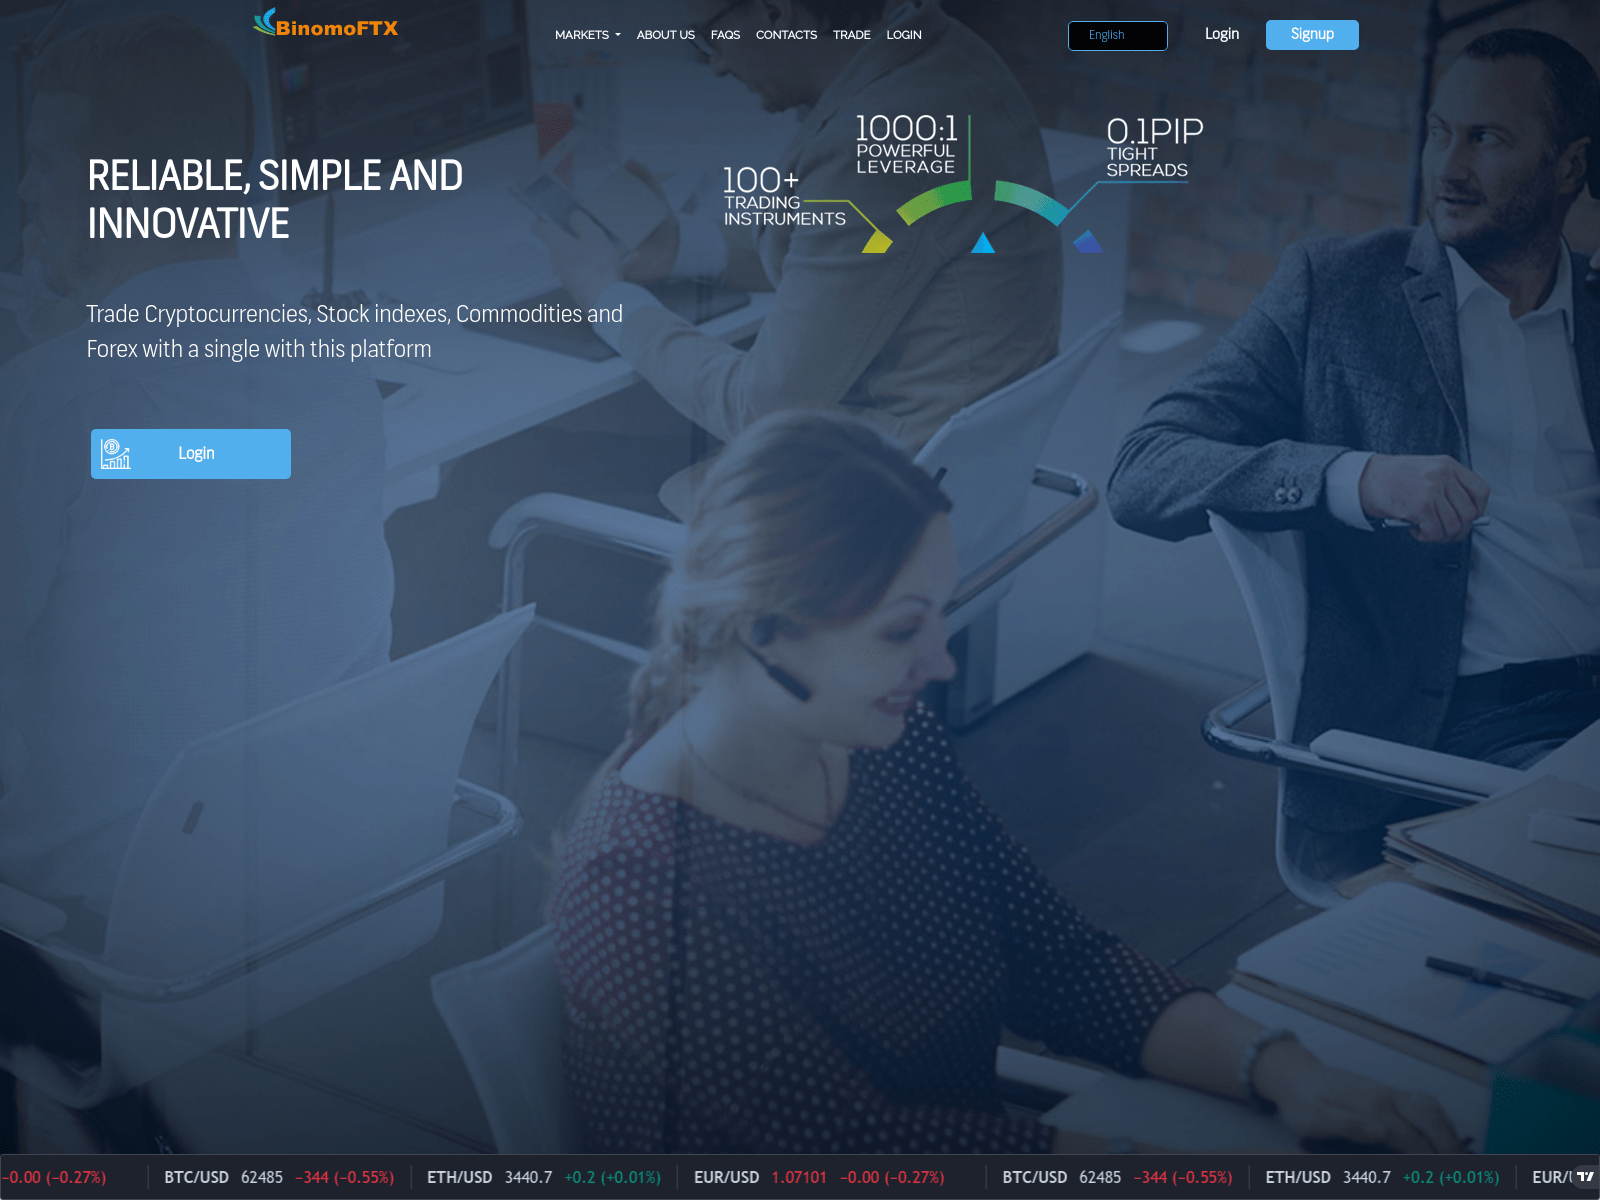 BinomoFTX
MARKETS
ABOUT US
FAQS
CONTACTS
TRADE
LOGIN
English
Login
Signup
RELIABLE, SIMPLE AND
INNOVATIVE
Trade Cryptocurrencies, Stock indexes, Commodities and
Forex with a single with this platform
Login
100+
TRADING
INSTRUMENTS
1000:1
POWERFUL
LEVERAGE
0.1PIP
TIGHT
SPREADS
−0.00 (−0.27%) BTC/USD 62485 −344 (−0.55%) ETH/USD 3440.7 +0.2 (+0.01%) EUR/USD 1.07101 −0.00 (−0.27%) BTC/USD 62485 −344 (−0.55%) ETH/USD 3440.7 +0.2 (+0.01%) EUR/